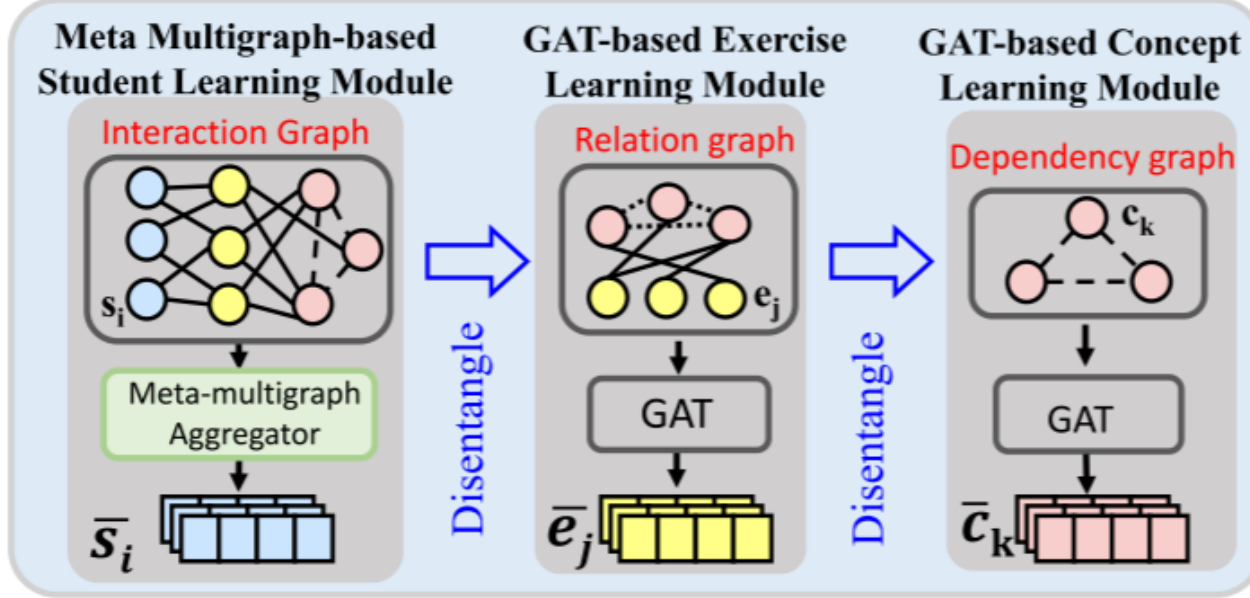 Meta Multigraph-based
Student Learning Module
Interaction Graph
s_i
Meta-multigraph
Aggregator
s̅_i
Disentangle
GAT-based Exercise
Learning Module
Relation graph
e_j
GAT
e̅_j
Disentangle
GAT-based Concept
Learning Module
Dependency graph
c_k
GAT
c̅_k